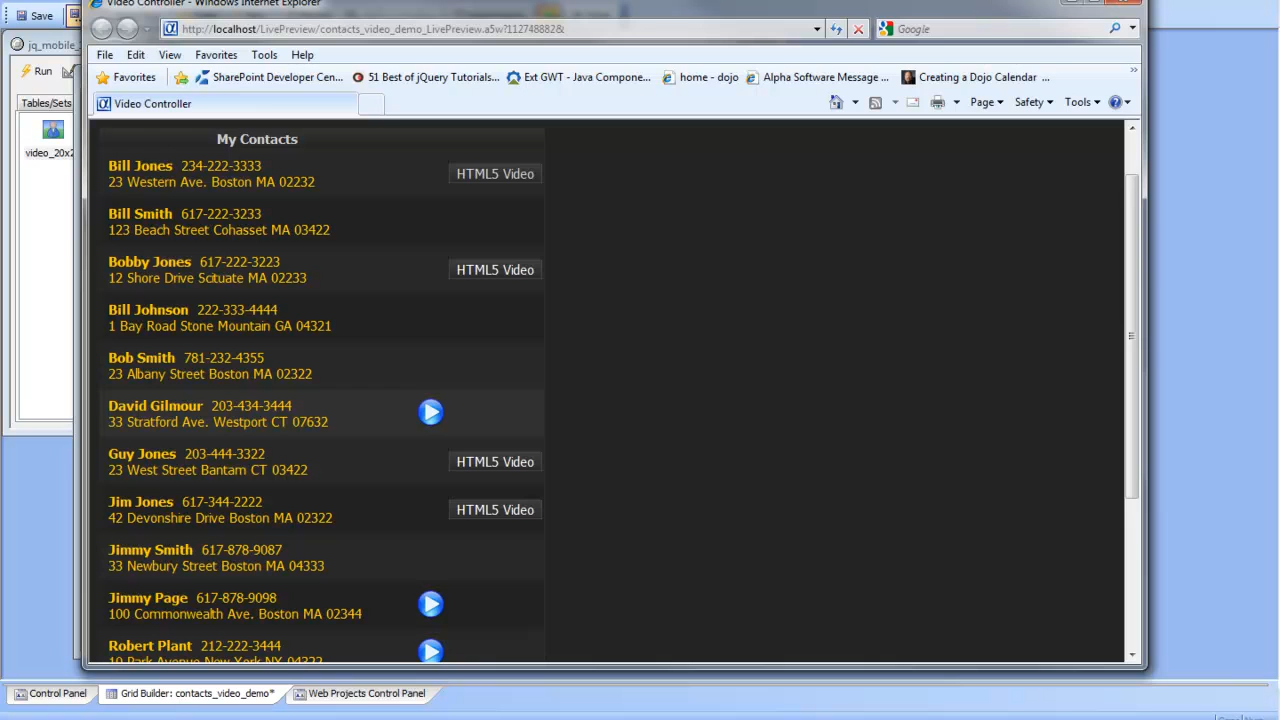 Video Controller - Windows Internet Explorer
Save
http://localhost/LivePreview/contacts_video_demo_LivePreview.a5w?112748882&
Google
jq_mobile_
File Edit View Favorites Tools Help
Run
Favorites SharePoint Developer Cen... 51 Best of jQuery Tutorials... Ext GWT - Java Compone... home - dojo Alpha Software Message ... Creating a Dojo Calendar ...
Tables/Sets
Video Controller
Page Safety Tools
My Contacts
video_20x2
Bill Jones 234-222-3333
23 Western Ave. Boston MA 02232
HTML5 Video
Bill Smith 617-222-3233
123 Beach Street Cohasset MA 03422
Bobby Jones 617-222-3223
12 Shore Drive Scituate MA 02233
HTML5 Video
Bill Johnson 222-333-4444
1 Bay Road Stone Mountain GA 04321
Bob Smith 781-232-4355
23 Albany Street Boston MA 02322
David Gilmour 203-434-3444
33 Stratford Ave. Westport CT 07632
Guy Jones 203-444-3322
23 West Street Bantam CT 03422
HTML5 Video
Jim Jones 617-344-2222
42 Devonshire Drive Boston MA 02322
HTML5 Video
Jimmy Smith 617-878-9087
33 Newbury Street Boston MA 04333
Jimmy Page 617-878-9098
100 Commonwealth Ave. Boston MA 02344
Robert Plant 212-222-3444
10 Park Avenue New York NY 04322
Control Panel Grid Builder: contacts_video_demo* Web Projects Control Panel